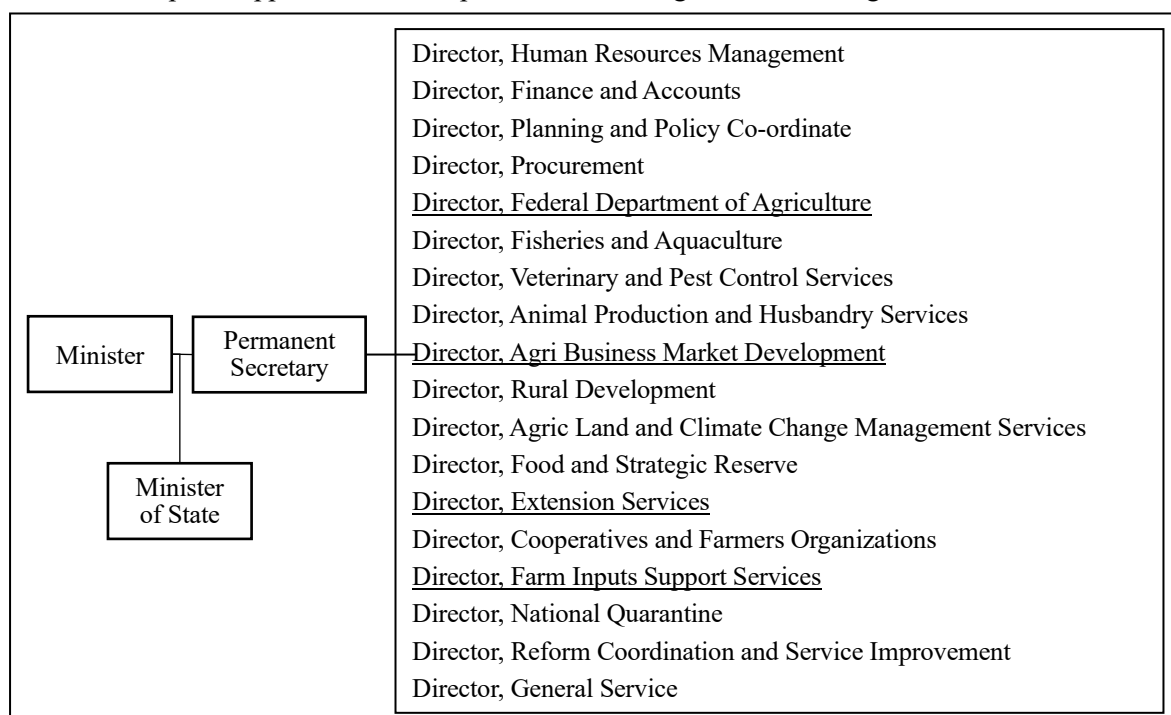 Director, Human Resources Management
Director, Finance and Accounts
Director, Planning and Policy Co-ordinate
Director, Procurement
Director, Federal Department of Agriculture
Director, Fisheries and Aquaculture
Director, Veterinary and Pest Control Services
Director, Animal Production and Husbandry Services
Director, Agri Business Market Development
Director, Rural Development
Director, Agric Land and Climate Change Management Services
Director, Food and Strategic Reserve
Director, Extension Services
Director, Cooperatives and Farmers Organizations
Director, Farm Inputs Support Services
Director, National Quarantine
Director, Reform Coordination and Service Improvement
Director, General Service
Minister
Permanent
Secretary
Minister
of State